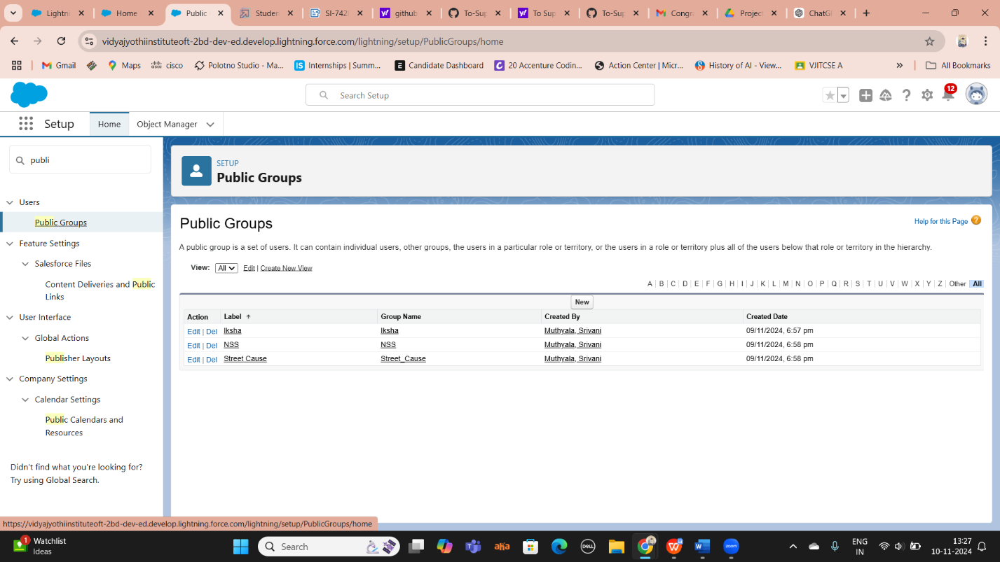 Lightni
Home
Public
Studen
SI-742
github
To-Sup
To Sup
To-Sup
Congr
Project
ChatG
vidyajyothiinstituteoft-2bd-dev-ed.develop.lightning.force.com/lightning/setup/PublicGroups/home
Gmail
Maps
cisco
Polotno Studio - Ma...
Internships | Summ...
Candidate Dashboard
20 Accenture Codin...
Action Center | Micr...
History of AI - View...
VJITCSE A
All Bookmarks
Search Setup
12
Setup
Home
Object Manager
publi
Users
Public Groups
Feature Settings
Salesforce Files
Content Deliveries and Public
Links
User Interface
Global Actions
Publisher Layouts
Company Settings
Calendar Settings
Public Calendars and
Resources
Didn't find what you're looking for?
Try using Global Search.
SETUP
Public Groups
Public Groups
Help for this Page
A public group is a set of users. It can contain individual users, other groups, the users in a particular role or territory, or the users in a role or territory plus all of the users below that role or territory in the hierarchy.
View: All Edit | Create New View
A | B | C | D | E | F | G | H | I | J | K | L | M | N | O | P | Q | R | S | T | U | V | W | X | Y | Z | Other | All
New
Action Label Group Name Created By Created Date
Edit | Del Iksha Iksha Muthyala, Srivani 09/11/2024, 6:57 pm
Edit | Del NSS NSS Muthyala, Srivani 09/11/2024, 6:58 pm
Edit | Del Street Cause Street_Cause Muthyala, Srivani 09/11/2024, 6:58 pm
https://vidyajyothiinstituteoft-2bd-dev-ed.develop.lightning.force.com/lightning/setup/PublicGroups/home
1
Watchlist
Ideas
Search
aha
DELL
zoom
ENG
IN
13:27
10-11-2024